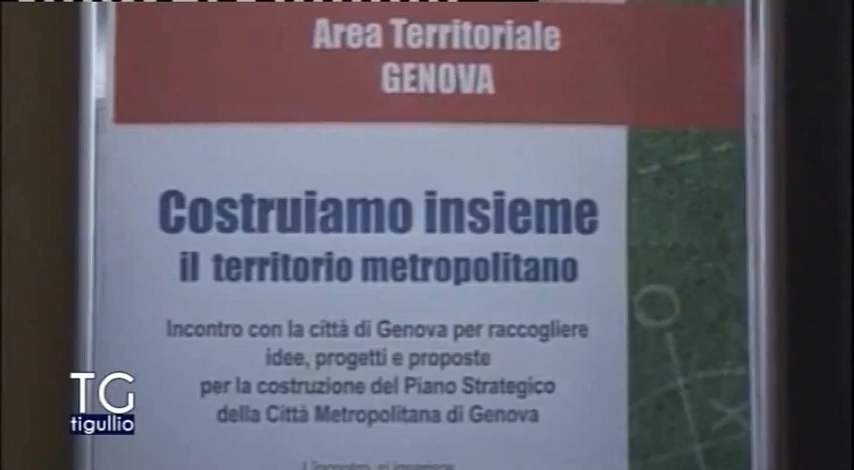 Area Territoriale
GENOVA
Costruiamo insieme
il territorio metropolitano
Incontro con la città di Genova per raccogliere
idee, progetti e proposte
per la costruzione del Piano Strategico
della Città Metropolitana di Genova
TG
tigullio